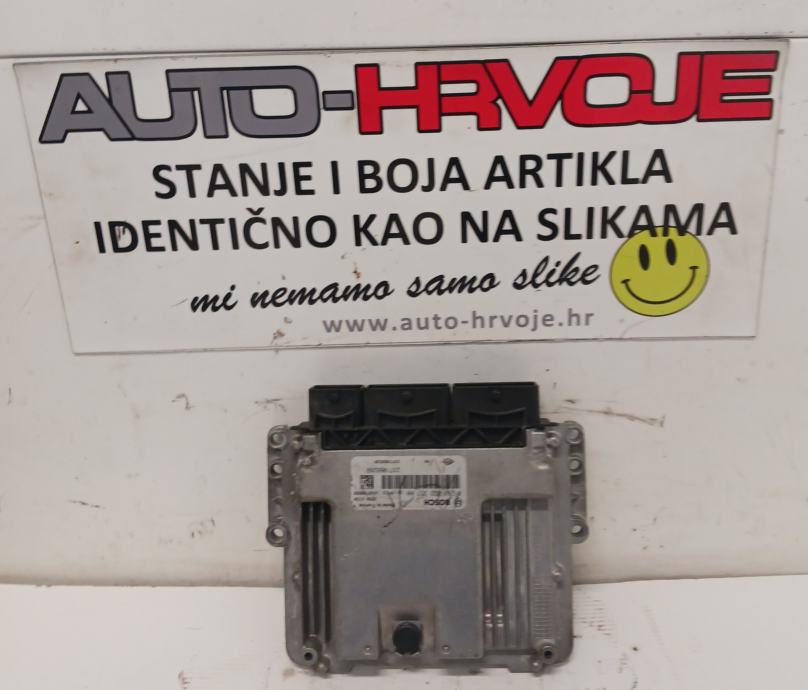 AUTO-HRVOJE
STANJE I BOJA ARTIKLA
IDENTIČNO KAO NA SLIKAMA
mi nemamo samo slike
www.auto-hrvoje.hr
BOSCH